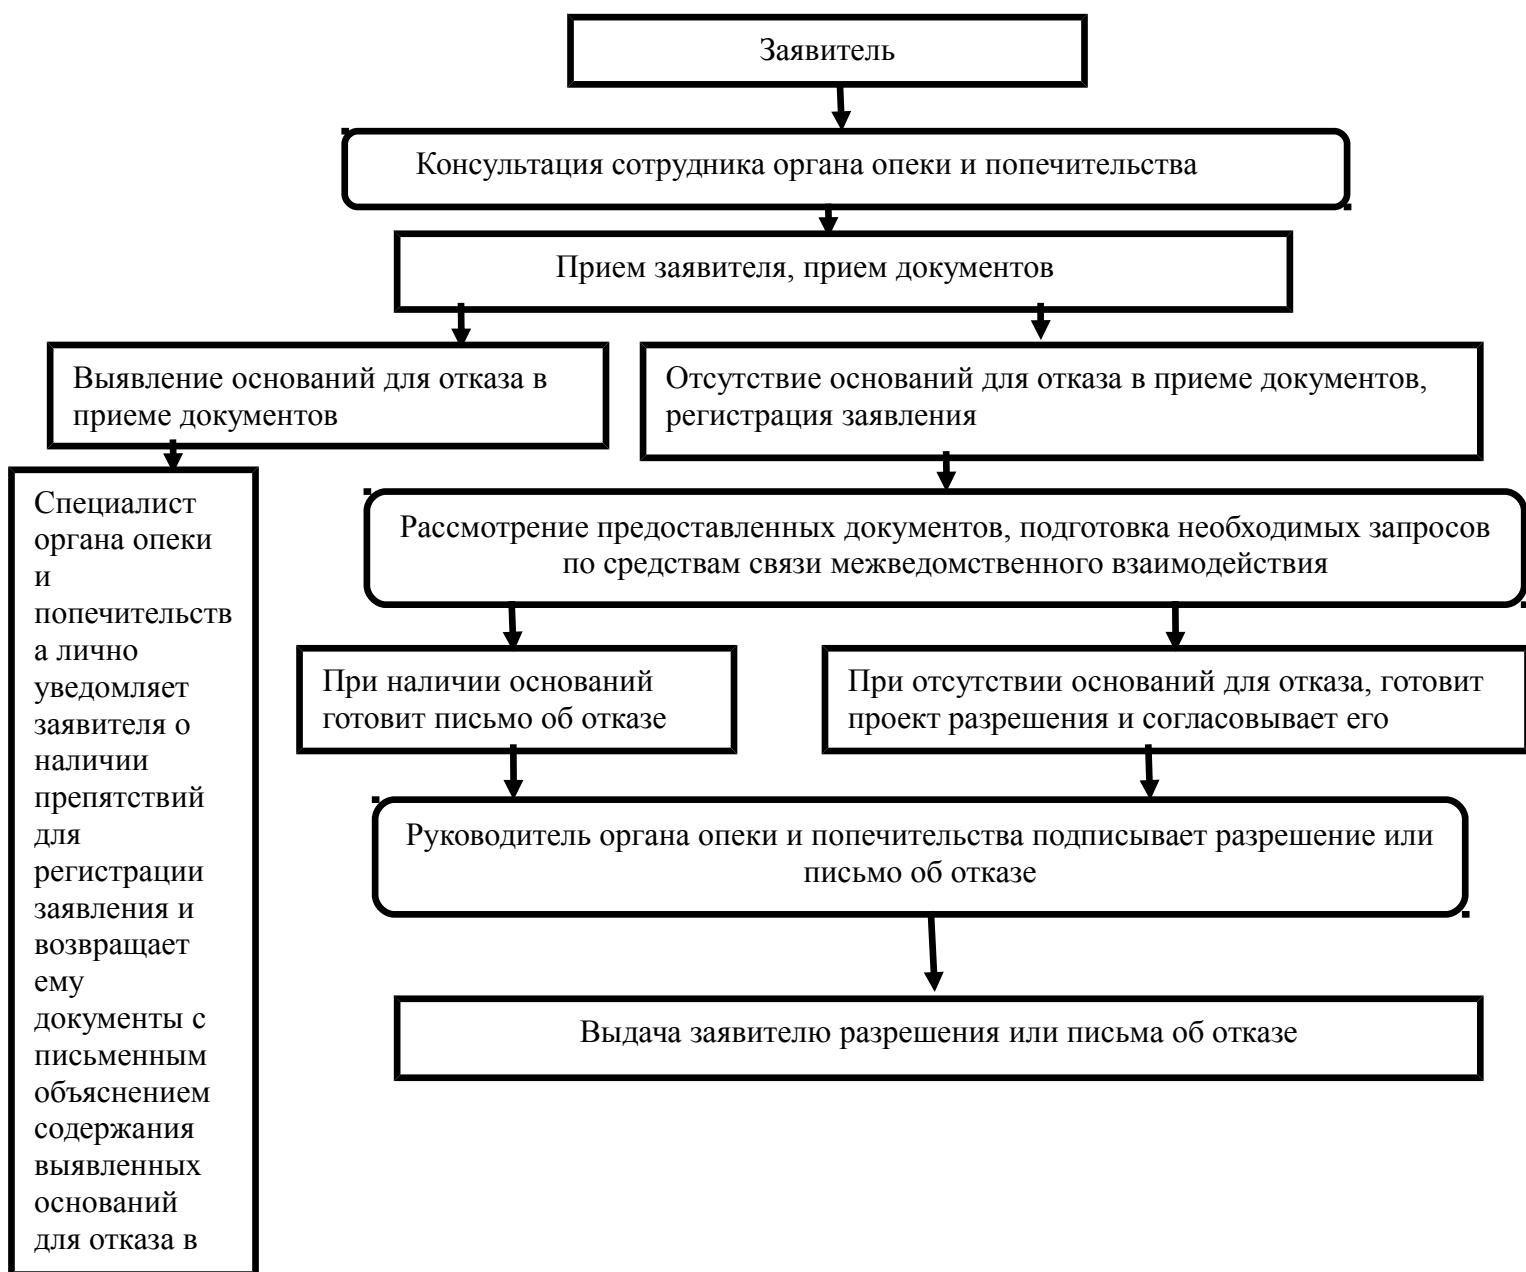 Заявитель
Консультация сотрудника органа опеки и попечительства
Прием заявителя, прием документов
Выявление оснований для отказа в
приеме документов
Отсутствие оснований для отказа в приеме документов,
регистрация заявления
Специалист
органа опеки
и
попечительств
а лично
уведомляет
заявителя о
наличии
препятствий
для
регистрации
заявления и
возвращает
ему
документы с
письменным
объяснением
содержания
выявленных
оснований
для отказа в
Рассмотрение предоставленных документов, подготовка необходимых запросов
по средствам связи межведомственного взаимодействия
При наличии оснований
готовит письмо об отказе
При отсутствии оснований для отказа, готовит
проект разрешения и согласовывает его
Руководитель органа опеки и попечительства подписывает разрешение или
письмо об отказе
Выдача заявителю разрешения или письма об отказе